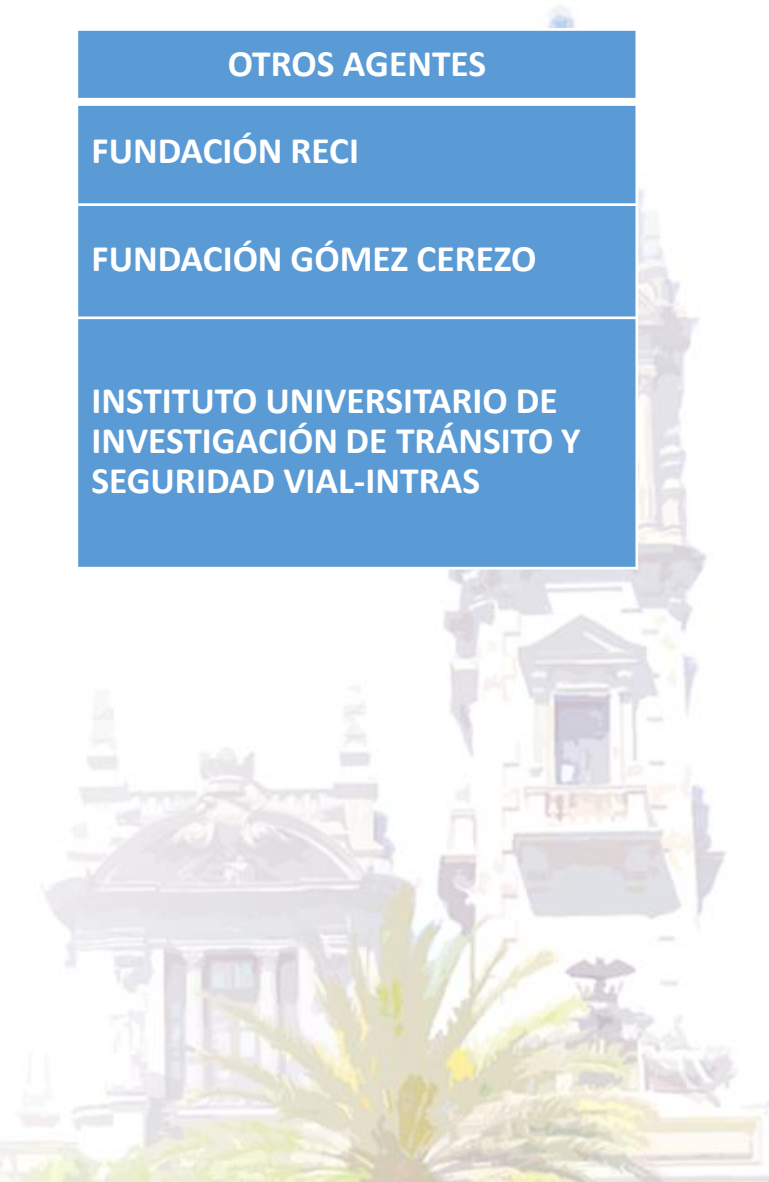 OTROS AGENTES
FUNDACIÓN RECI
FUNDACIÓN GÓMEZ CEREZO
INSTITUTO UNIVERSITARIO DE
INVESTIGACIÓN DE TRÁNSITO Y
SEGURIDAD VIAL-INTRAS